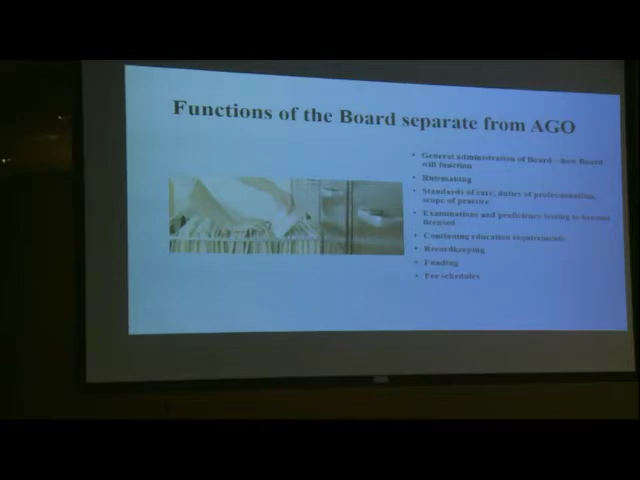 Functions of the Board separate from AGO
• General administration of Board – how Board
will function
• Rulemaking
• Standards of care, duties of professionalism,
scope of practice
• Examinations and proficiency testing to become
licensed
• Continuing education requirements
• Recordkeeping
• Funding
• Fee schedules